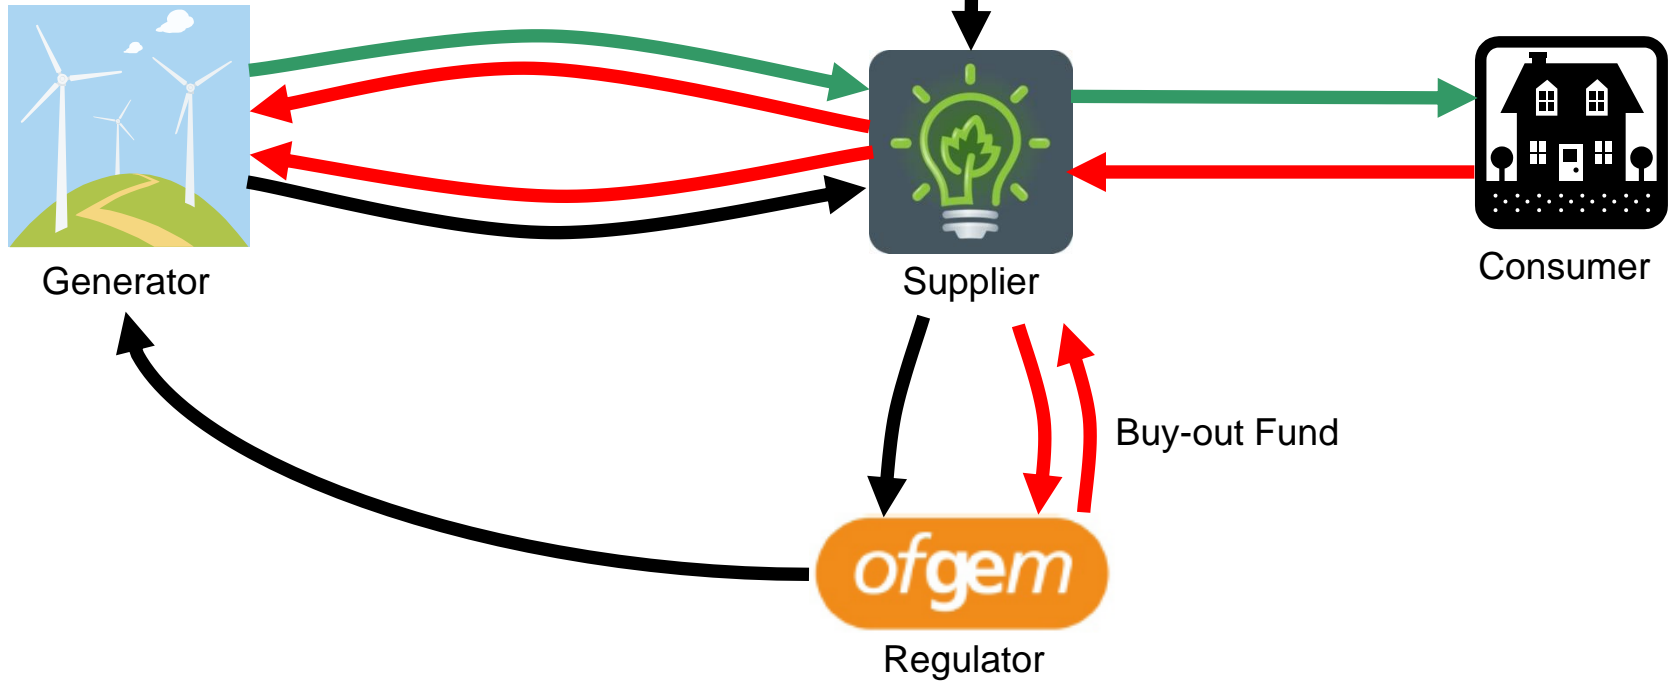 Generator
Supplier
Consumer
Buy-out Fund
ofgem
Regulator